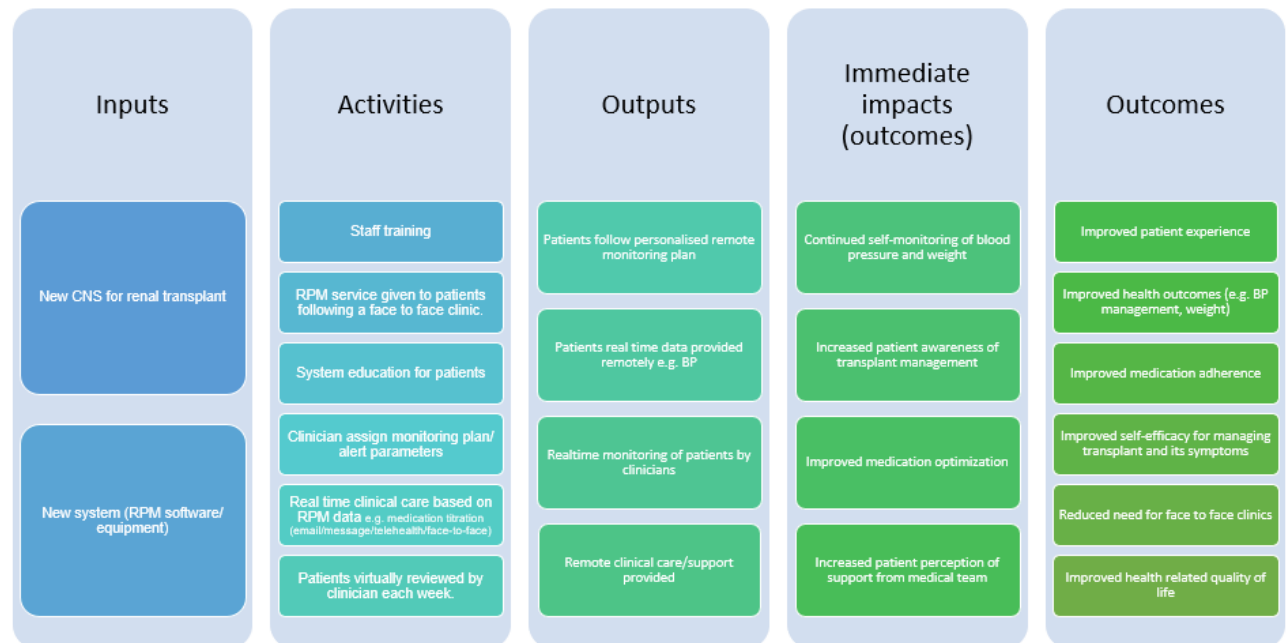 Inputs
New CNS for renal transplant
New system (RPM software/
equipment)
Activities
Staff training
RPM service given to patients
following a face to face clinic.
System education for patients
Clinician assign monitoring plan/
alert parameters
Real time clinical care based on
RPM data e.g. medication titration
(email/message/telehealth/face-to-face)
Patients virtually reviewed by
clinician each week.
Outputs
Patients follow personalised remote
monitoring plan
Patients real time data provided
remotely e.g. BP
Realtime monitoring of patients by
clinicians
Remote clinical care/support
provided
Immediate
impacts
(outcomes)
Continued self-monitoring of blood
pressure and weight
Increased patient awareness of
transplant management
Improved medication optimization
Increased patient perception of
support from medical team
Outcomes
Improved patient experience
Improved health outcomes (e.g. BP
management, weight)
Improved medication adherence
Improved self-efficacy for managing
transplant and its symptoms
Reduced need for face to face clinics
Improved health related quality of
life